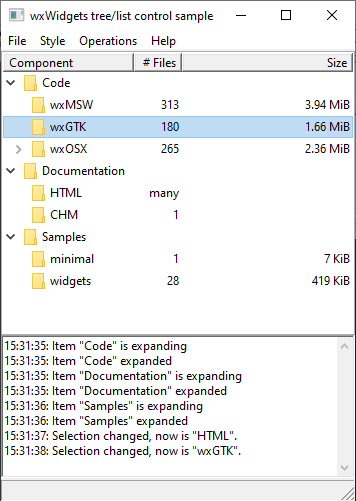 wxWidgets tree/list control sample
File Style Operations Help
Component # Files Size
Code
wxMSW 313 3.94 MiB
wxGTK 180 1.66 MiB
wxOSX 265 2.36 MiB
Documentation
HTML many
CHM 1
Samples
minimal 1 7 KiB
widgets 28 419 KiB
15:31:35: Item "Code" is expanding
15:31:35: Item "Code" expanded
15:31:35: Item "Documentation" is expanding
15:31:35: Item "Documentation" expanded
15:31:36: Item "Samples" is expanding
15:31:36: Item "Samples" expanded
15:31:37: Selection changed, now is "HTML".
15:31:38: Selection changed, now is "wxGTK".